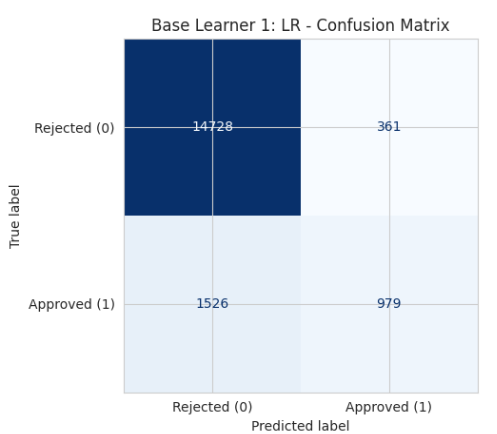 Base Learner 1: LR - Confusion Matrix
Rejected (0)
14728
361
True label
Approved (1)
1526
979
Rejected (0)
Approved (1)
Predicted label